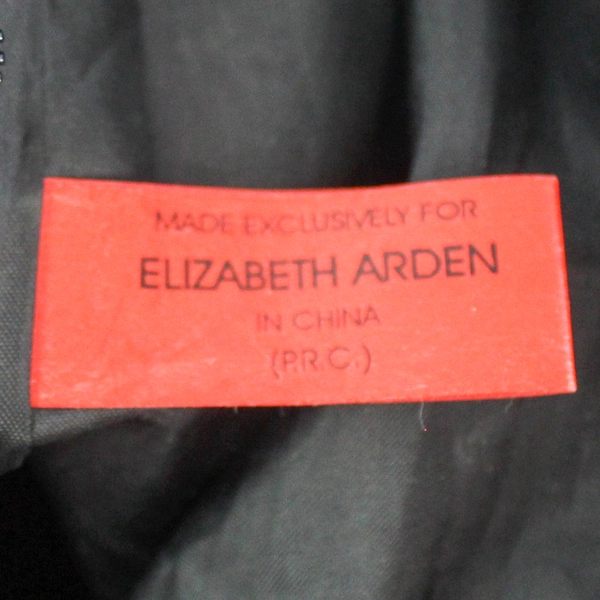 MADE EXCLUSIVELY FOR
ELIZABETH ARDEN
IN CHINA
(P.R.C.)